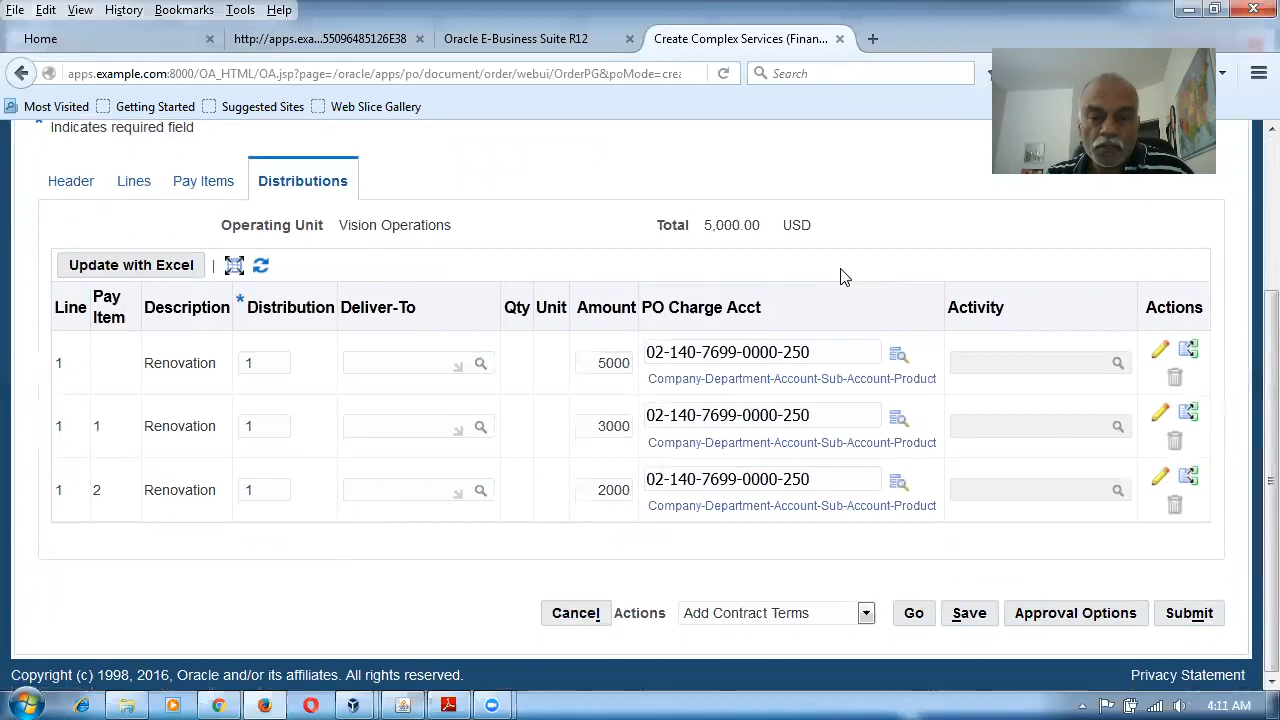 File Edit View History Bookmarks Tools Help
Home http://apps.exa...55096485126E38 Oracle E-Business Suite R12 Create Complex Services (Finan...
apps.example.com:8000/OA_HTML/OA.jsp?page=/oracle/apps/po/document/order/webui/ Search
Most Visited Getting Started Suggested Sites Web Slice Gallery
* Indicates required field
Header Lines Pay Items Distributions
Operating Unit Vision Operations Total 5,000.00 USD
Update with Excel |
Line Pay Item Description * Distribution Deliver-To Qty Unit Amount PO Charge Acct Activity Actions
1 Renovation 1 5000 02-140-7699-0000-250
Company-Department-Account-Sub-Account-Product
1 1 Renovation 1 3000 02-140-7699-0000-250
Company-Department-Account-Sub-Account-Product
1 2 Renovation 1 2000 02-140-7699-0000-250
Company-Department-Account-Sub-Account-Product
Cancel Actions Add Contract Terms Go Save Approval Options Submit
Copyright (c) 1998, 2016, Oracle and/or its affiliates. All rights reserved. Privacy Statement
4:11 AM